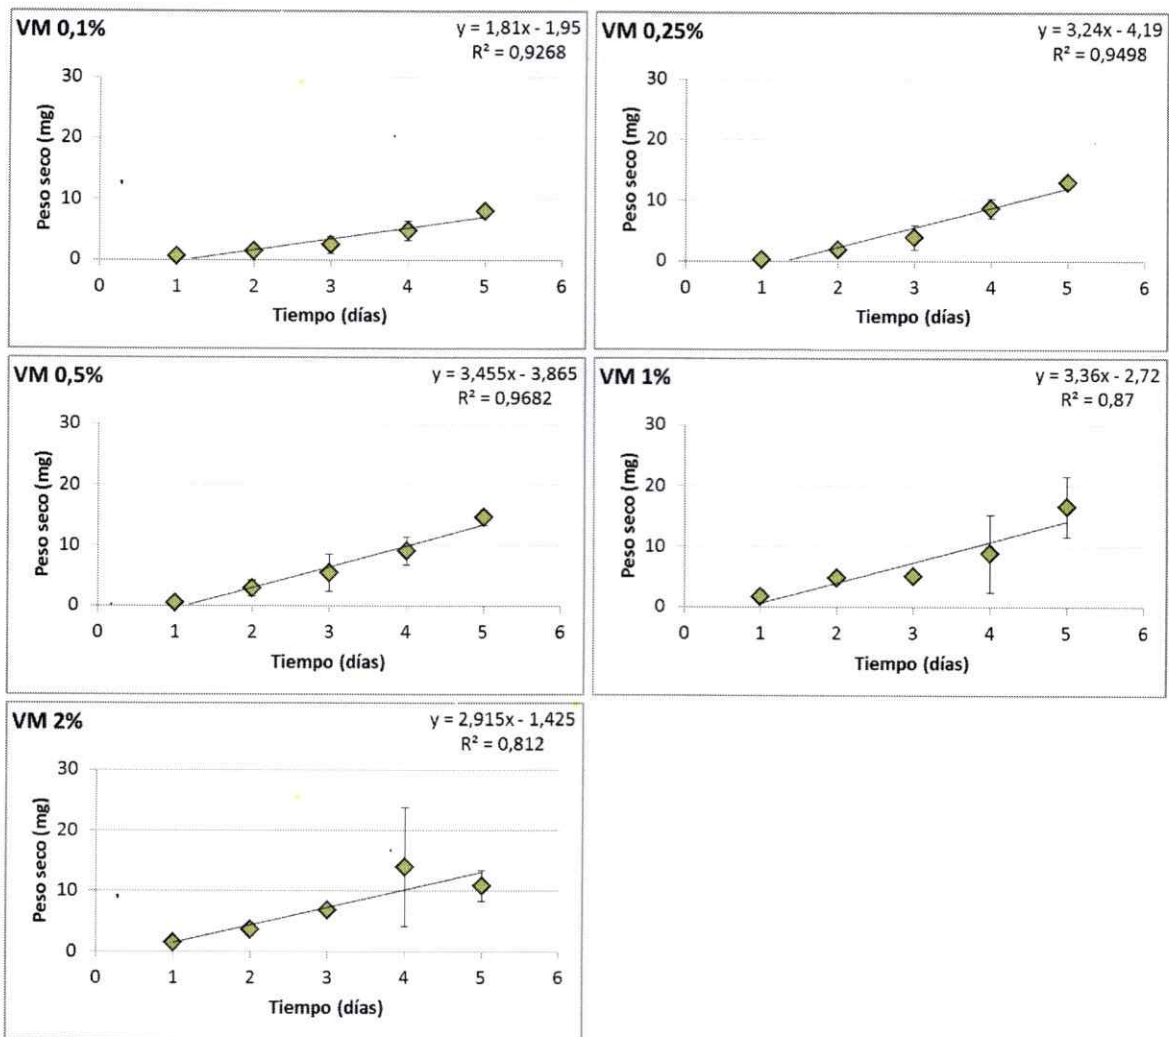 VM 0,1%
y = 1,81x - 1,95
R² = 0,9268
Peso seco (mg)
30
20
10
0
0 1 2 3 4 5 6
Tiempo (días)
VM 0,25%
y = 3,24x - 4,19
R² = 0,9498
Peso seco (mg)
30
20
10
0
0 1 2 3 4 5 6
Tiempo (días)
VM 0,5%
y = 3,455x - 3,865
R² = 0,9682
Peso seco (mg)
30
20
10
0
0 1 2 3 4 5 6
Tiempo (días)
VM 1%
y = 3,36x - 2,72
R² = 0,87
Peso seco (mg)
30
20
10
0
0 1 2 3 4 5 6
Tiempo (días)
VM 2%
y = 2,915x - 1,425
R² = 0,812
Peso seco (mg)
30
20
10
0
0 1 2 3 4 5 6
Tiempo (días)